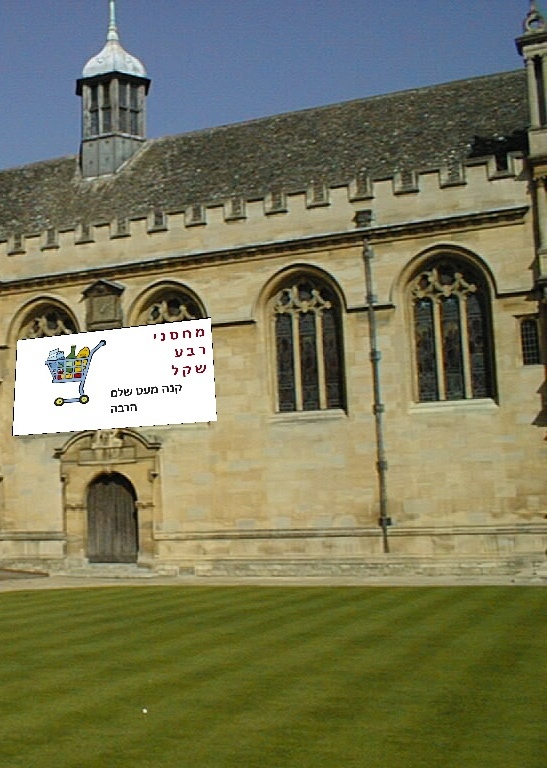 מחסני
רבע
שקל
קנה מעט שלם
הרבה